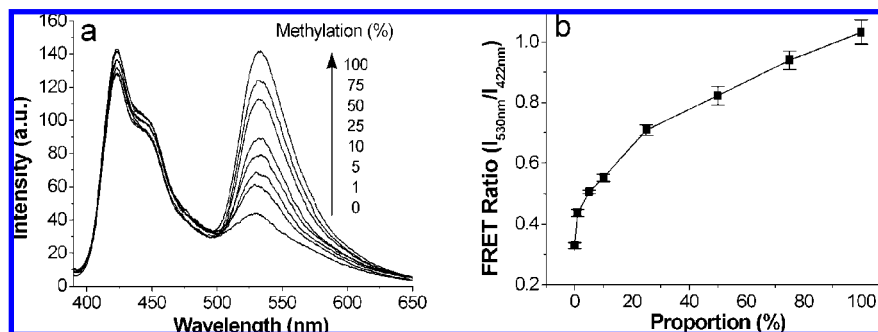 a
Methylation (%)
100
75
50
25
10
5
1
0
Intensity (a.u.)
160
140
120
100
80
60
40
20
0
400 450 500 550 600 650
Wavelength (nm)
b
FRET Ratio (I530nm/I422nm)
1.0
0.8
0.6
0.4
0.2
0 20 40 60 80 100
Proportion (%)